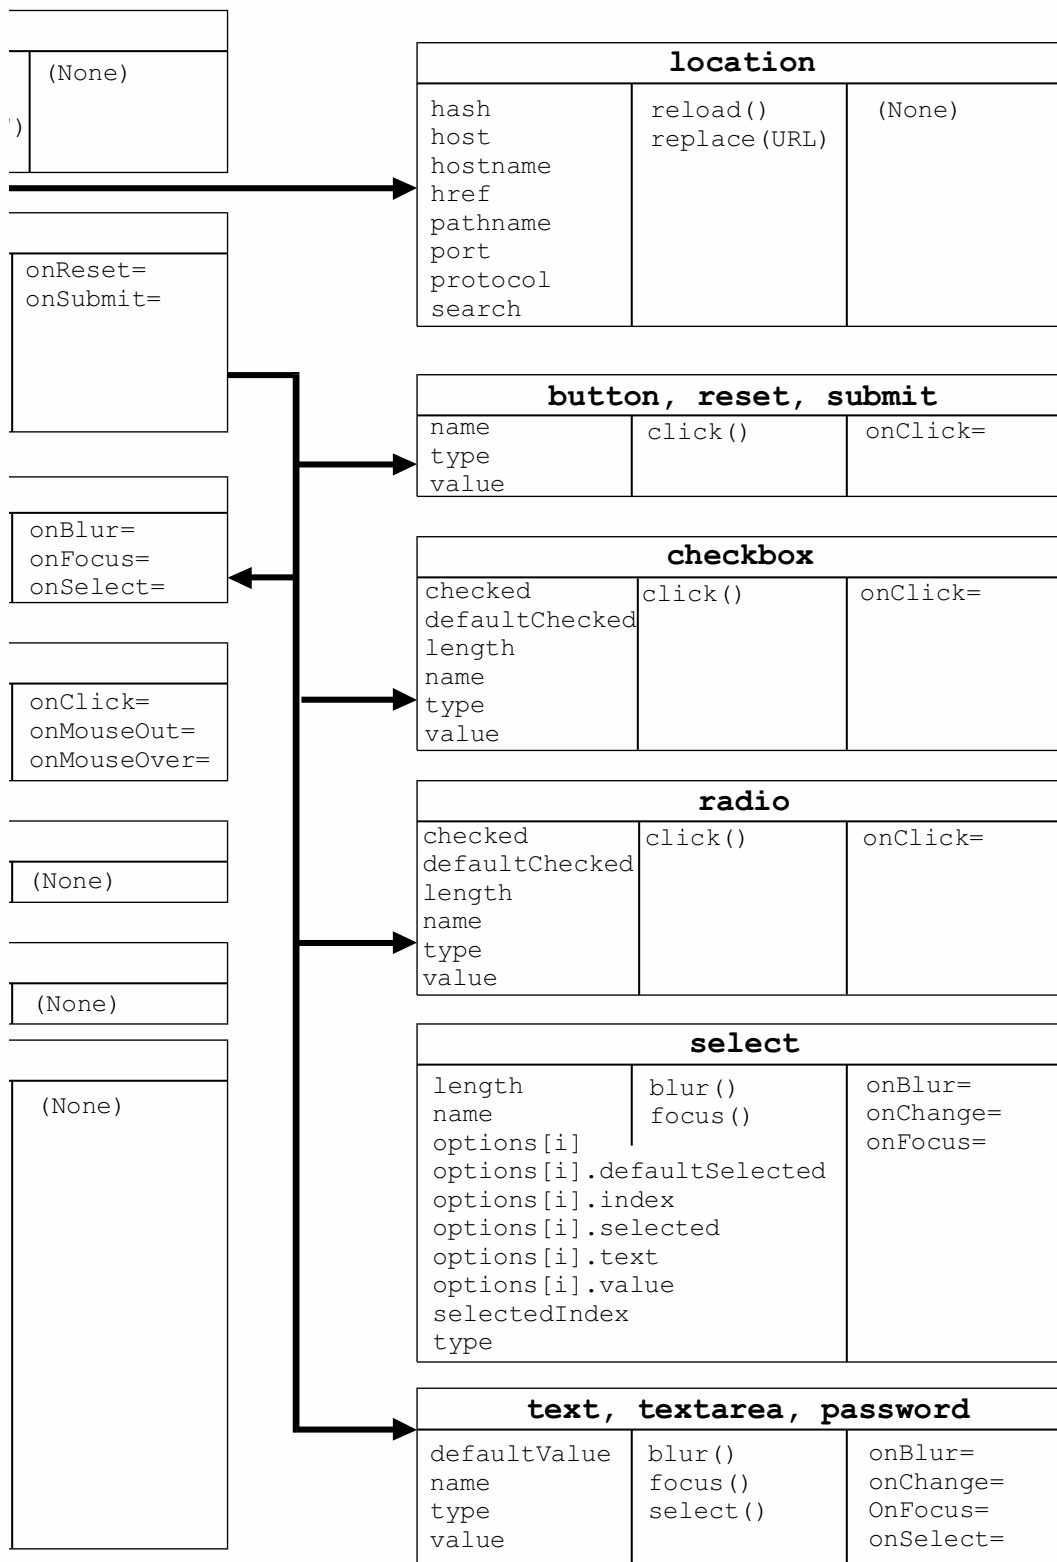 (None)
')
onReset=
onSubmit=
onBlur=
onFocus=
onSelect=
onClick=
onMouseOut=
onMouseOver=
(None)
(None)
(None)
location
hash reload() (None)
host replace(URL)
hostname
href
pathname
port
protocol
search
button, reset, submit
name click() onClick=
type
value
checkbox
checked click() onClick=
defaultChecked
length
name
type
value
radio
checked click() onClick=
defaultChecked
length
name
type
value
select
length blur() onBlur=
name focus() onChange=
options[i] onFocus=
options[i].defaultSelected
options[i].index
options[i].selected
options[i].text
options[i].value
selectedIndex
type
text, textarea, password
defaultValue blur() onBlur=
name focus() onChange=
type select() OnFocus=
value onSelect=